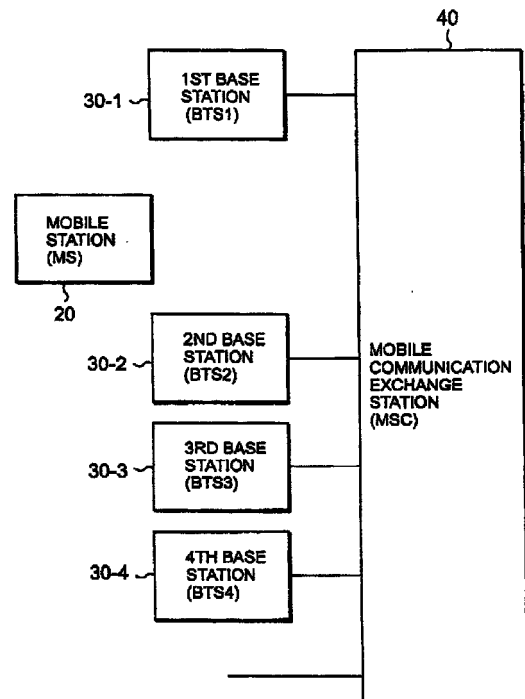 40
1ST BASE
STATION
(BTS1)
30-1
MOBILE
STATION
(MS)
20
2ND BASE
STATION
(BTS2)
30-2
MOBILE
COMMUNICATION
EXCHANGE
STATION
(MSC)
3RD BASE
STATION
(BTS3)
30-3
4TH BASE
STATION
(BTS4)
30-4